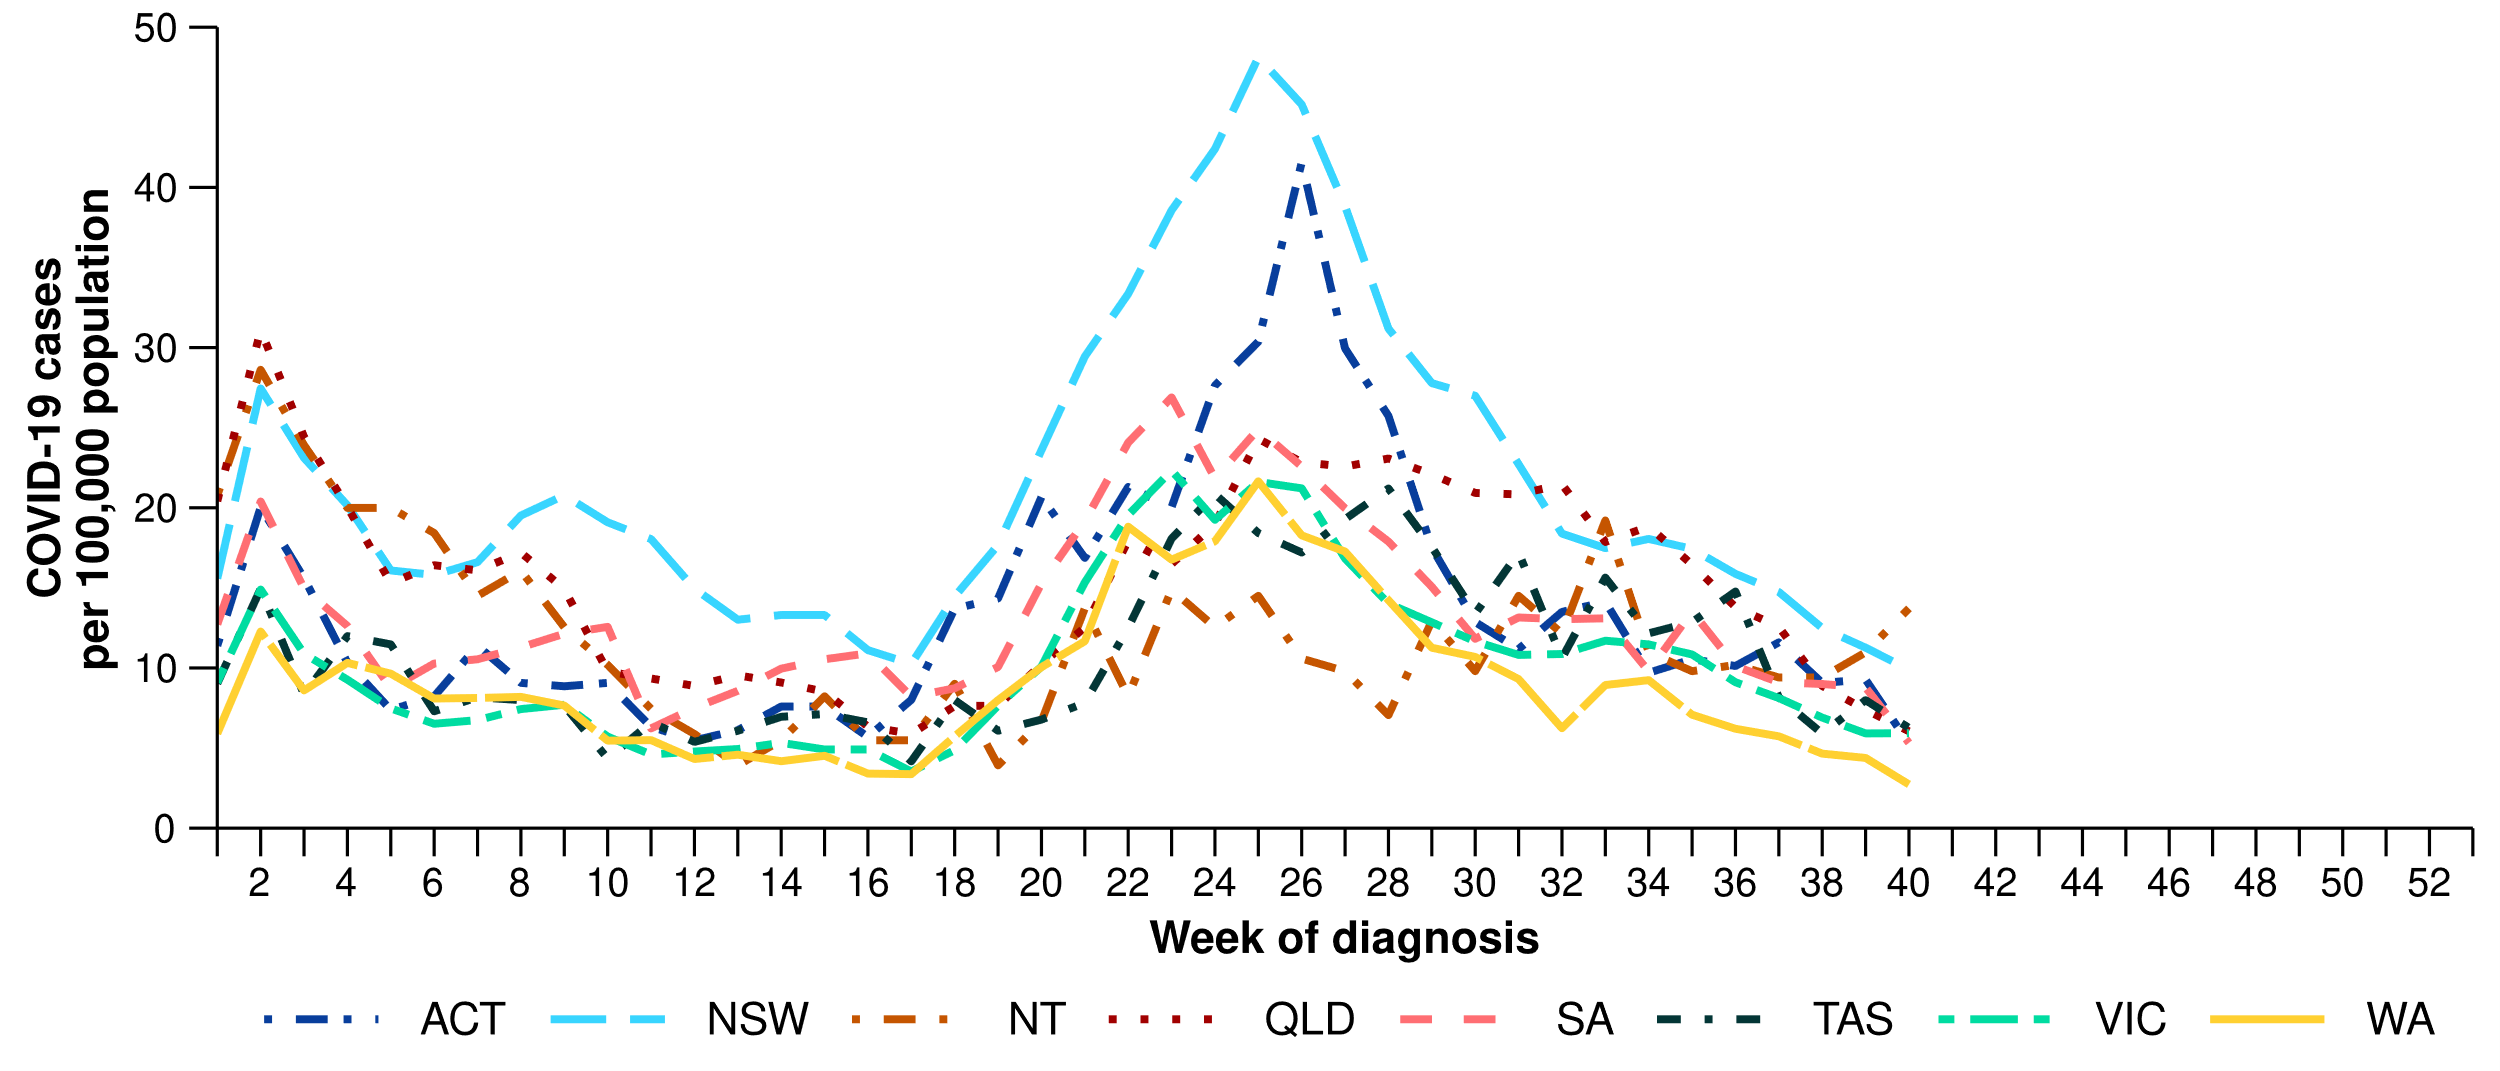 COVID-19 cases
per 100,000 population
50
40
30
20
10
0
2 4 6 8 10 12 14 16 18 20 22 24 26 28 30 32 34 36 38 40 42 44 46 48 50 52
Week of diagnosis
ACT NSW NT QLD SA TAS VIC WA